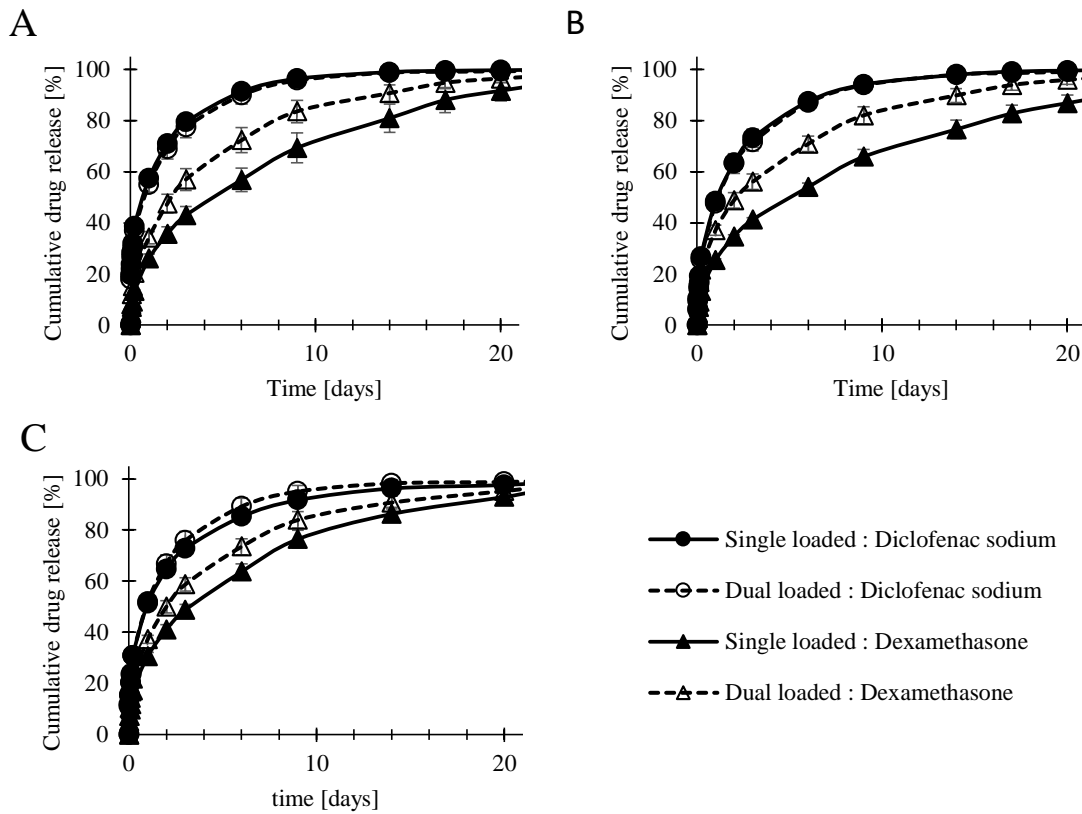 A
Cumulative drug release [%]
100
80
60
40
20
0
0
10
20
Time [days]
B
Cumulative drug release [%]
100
80
60
40
20
0
0
10
20
Time [days]
C
Cumulative drug release [%]
100
80
60
40
20
0
0
10
20
time [days]
Single loaded : Diclofenac sodium
Dual loaded : Diclofenac sodium
Single loaded : Dexamethasone
Dual loaded : Dexamethasone